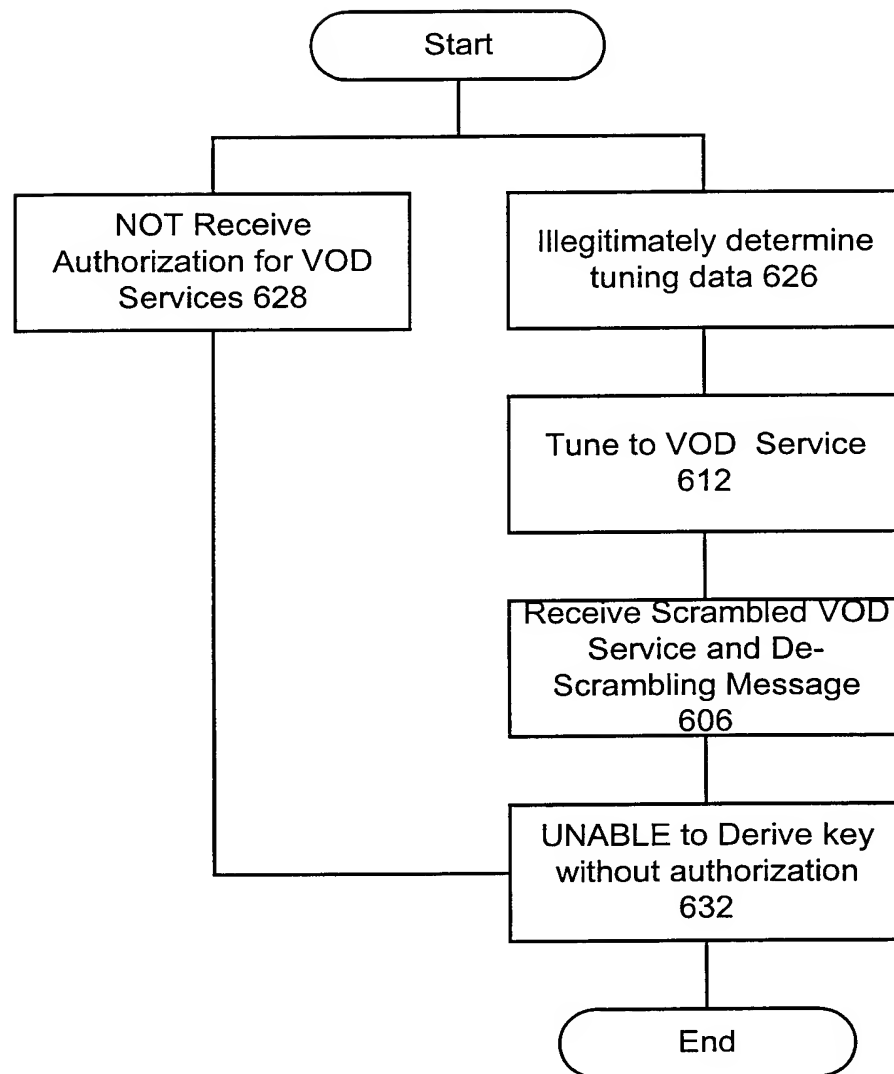 Start
NOT Receive
Authorization for VOD
Services 628
Illegitimately determine
tuning data 626
Tune to VOD Service
612
Receive Scrambled VOD
Service and De-
Scrambling Message
606
UNABLE to Derive key
without authorization
632
End